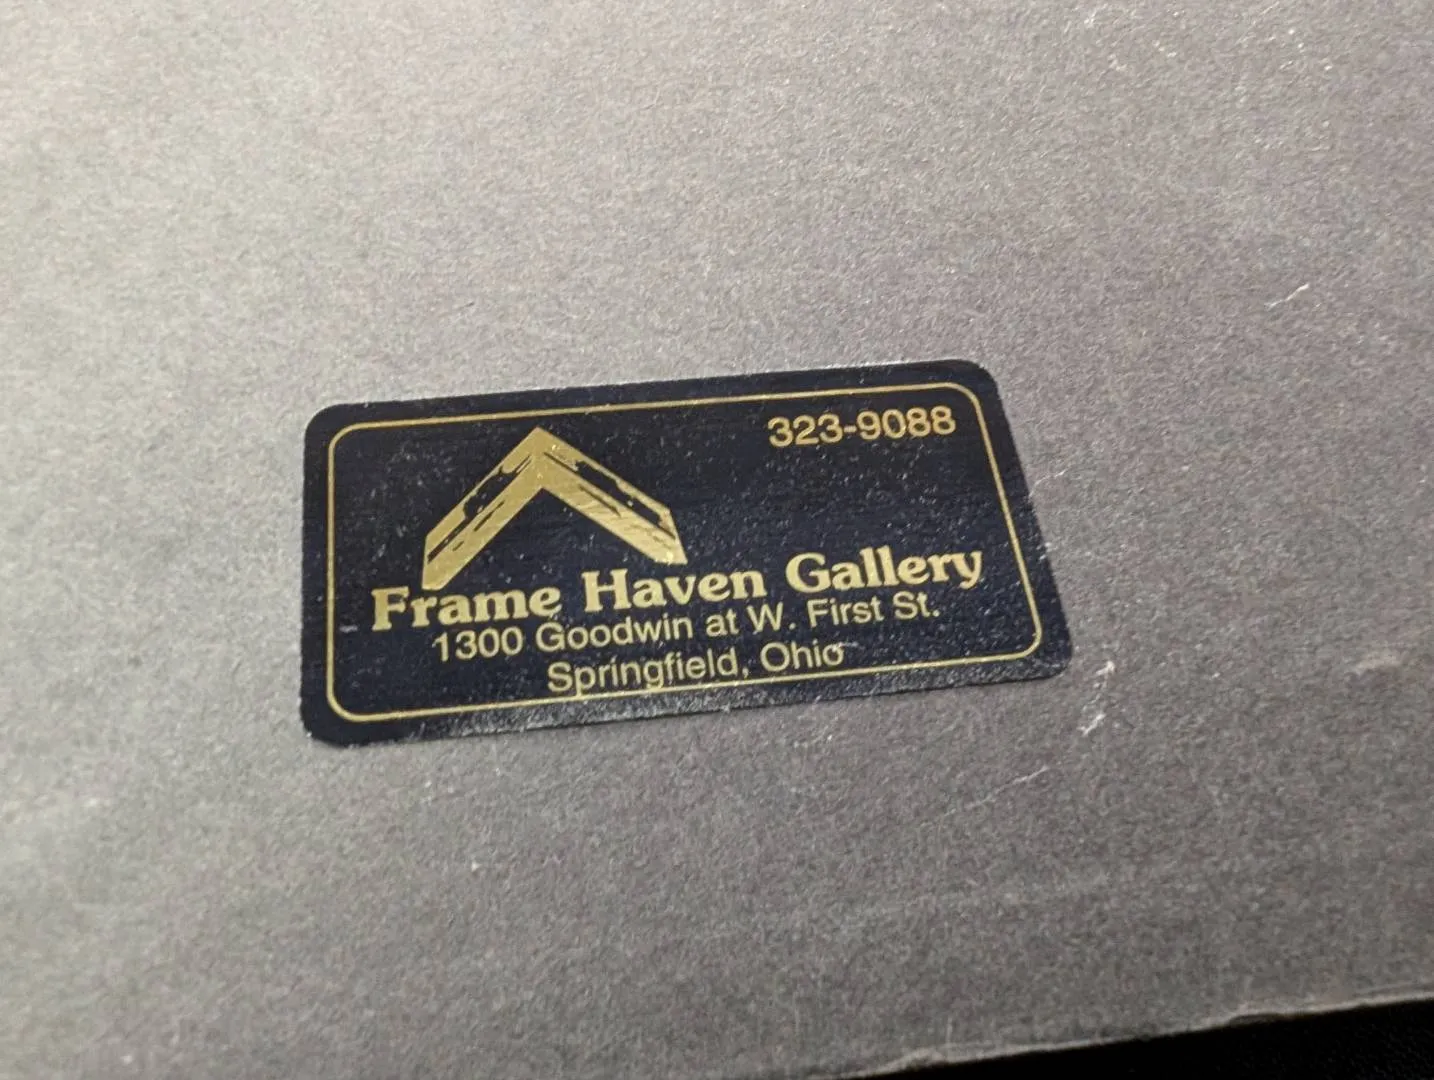 323-9088
Frame Haven Gallery
1300 Goodwin at W. First St.
Springfield, Ohio